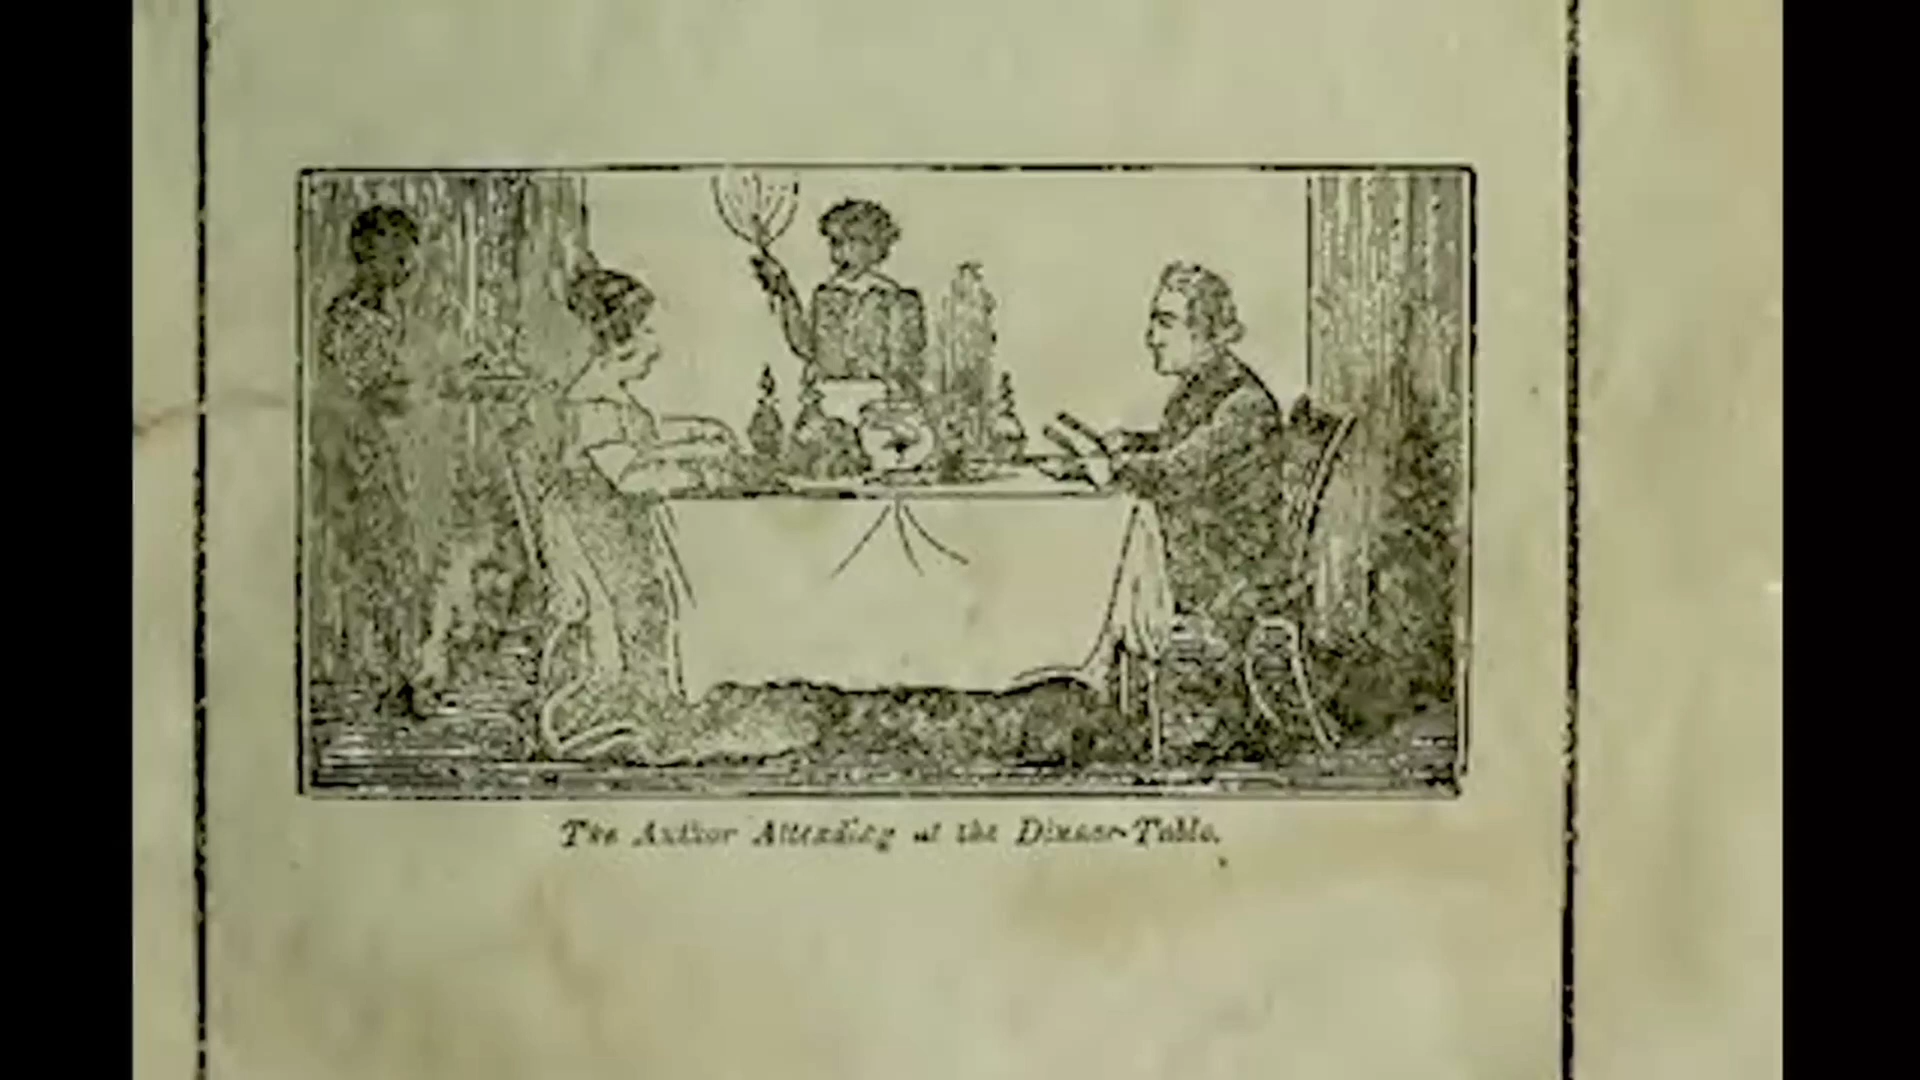 The Author Attending at the Dinner-Table.